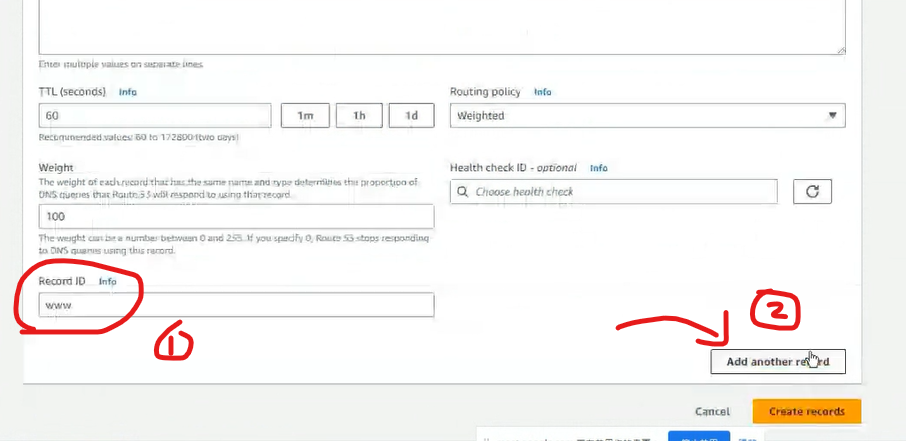 Enter multiple values on separate lines.
TTL (seconds) Info
Routing policy Info
60
1m
1h
1d
Weighted
Recommended values: 60 to 172800 (two days)
Weight
Health check ID - optional Info
The weight of each record that has the same name and type determines the proportion of
DNS queries that Route 53 will respond to using that record.
Choose health check
100
The weight can be a number between 0 and 255. If you specify 0, Route 53 stops responding
to DNS queries using this record.
Record ID Info
www
1
2
Add another record
Cancel
Create records